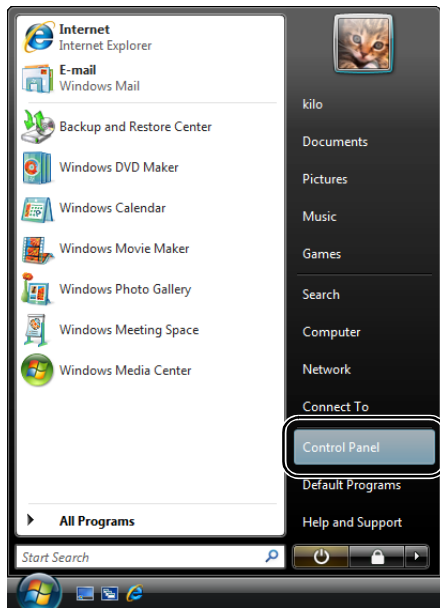 Internet
Internet Explorer
E-mail
Windows Mail
Backup and Restore Center
Windows DVD Maker
Windows Calendar
Windows Movie Maker
Windows Photo Gallery
Windows Meeting Space
Windows Media Center
All Programs
Start Search
kilo
Documents
Pictures
Music
Games
Search
Computer
Network
Connect To
Control Panel
Default Programs
Help and Support